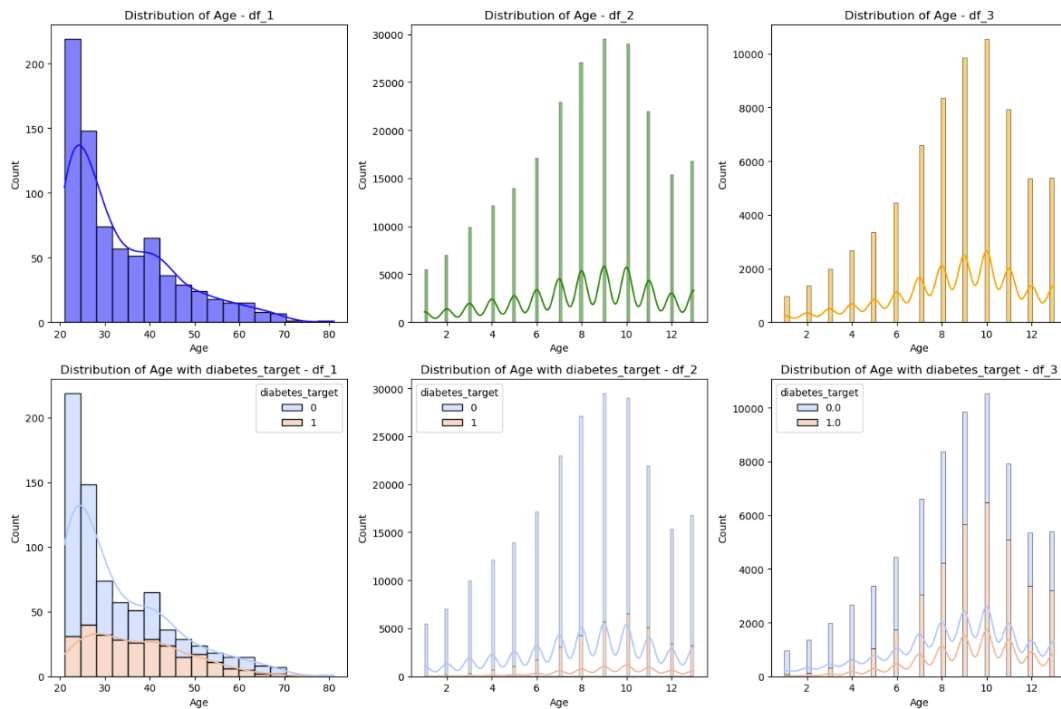 Distribution of Age - df_1
200
150
100
50
0
Count
20 30 40 50 60 70 80
Age
Distribution of Age - df_2
30000
25000
20000
15000
10000
5000
0
Count
2 4 6 8 10 12
Age
Distribution of Age - df_3
10000
8000
6000
4000
2000
0
Count
2 4 6 8 10 12
Age
Distribution of Age with diabetes_target - df_1
diabetes_target
0
1
200
150
100
50
0
Count
20 30 40 50 60 70 80
Age
Distribution of Age with diabetes_target - df_2
diabetes_target
0
1
30000
25000
20000
15000
10000
5000
0
Count
2 4 6 8 10 12
Age
Distribution of Age with diabetes_target - df_3
diabetes_target
0.0
1.0
10000
8000
6000
4000
2000
0
Count
2 4 6 8 10 12
Age